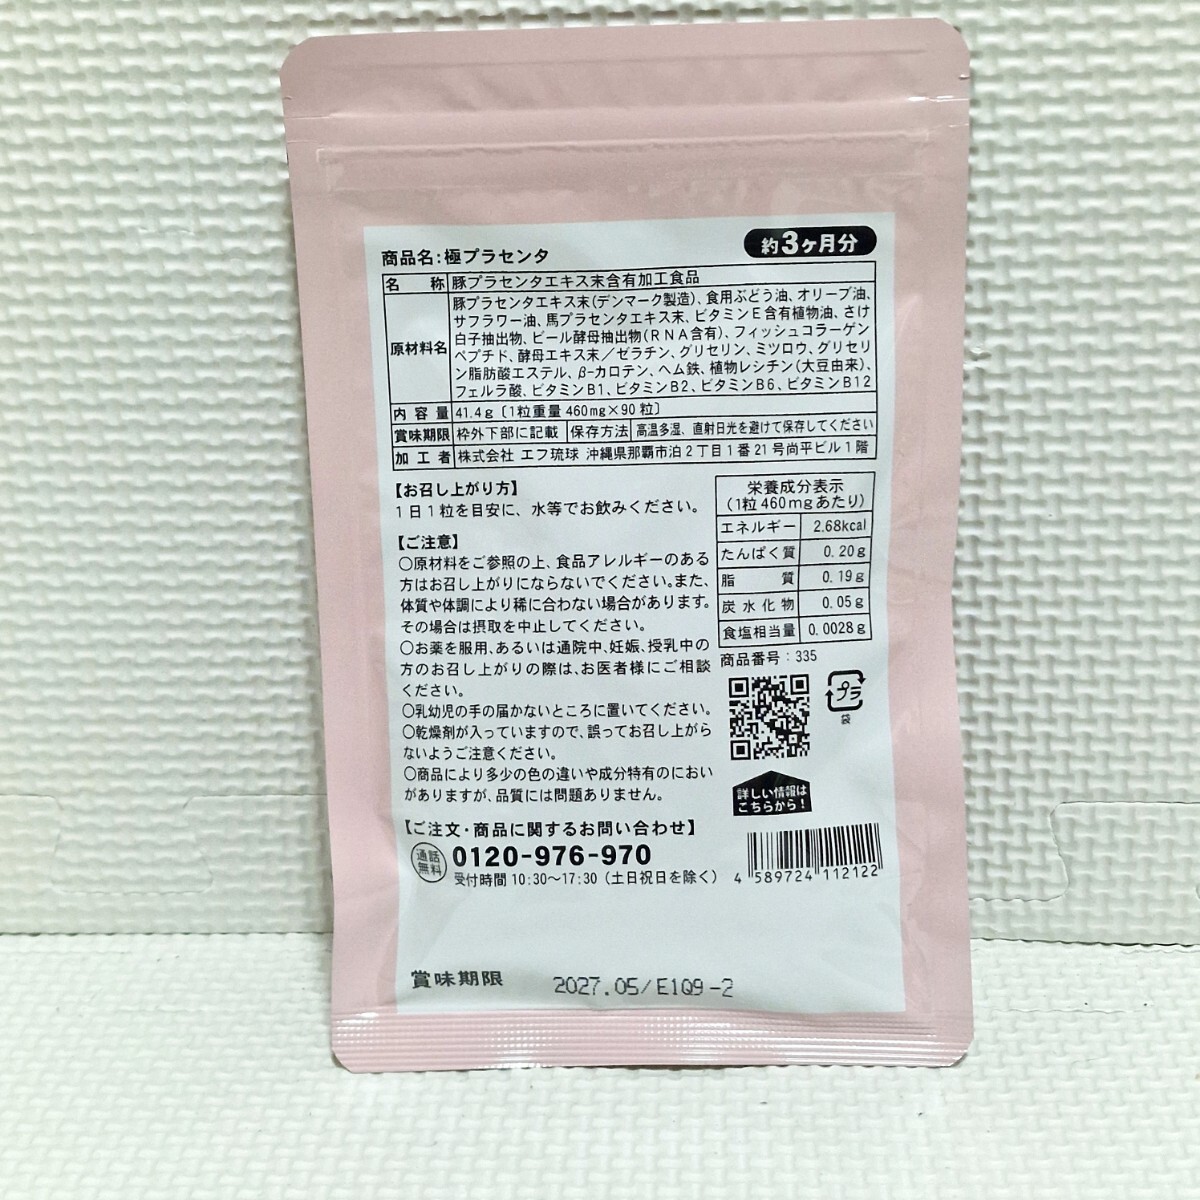 約3ヶ月分
商品名:極プラセンタ
名 称 豚プラセンタエキス末含有加工食品
原材料名
豚プラセンタエキス末(デンマーク製造)、食用ぶどう油、オリーブ油、
サフラワー油、馬プラセンタエキス末、ビタミンE含有植物油、さけ
白子抽出物、ビール酵母抽出物(RNA含有)、フィッシュコラーゲン
ペプチド、酵母エキス末/ゼラチン、グリセリン、ミツロウ、グリセリ
ン脂肪酸エステル、β-カロテン、ヘム鉄、植物レシチン(大豆由来)、
フェルラ酸、ビタミンB1、ビタミンB2、ビタミンB6、ビタミンB12
内容量 41.4g〔1粒重量 460mg×90粒〕
賞味期限 枠外下部に記載 保存方法 高温多湿、直射日光を避けて保存してください
加工者 株式会社 エフ琉球 沖縄県那覇市泊2丁目1番21号尚平ビル1階
【お召し上がり方】
1日1粒を目安に、水等でお飲みください。
【ご注意】
○原材料をご参照の上、食品アレルギーのある
方はお召し上がりにならないでください。また、
体質や体調により稀に合わない場合があります。
その場合は摂取を中止してください。
○お薬を服用、あるいは通院中、妊娠、授乳中の
方のお召し上がりの際は、お医者様にご相談
ください。
○乳幼児の手の届かないところに置いてください。
○乾燥剤が入っていますので、誤ってお召し上がら
ないようご注意ください。
○商品により多少の色の違いや成分特有のにおい
がありますが、品質には問題ありません。
栄養成分表示
(1粒460mgあたり)
エネルギー 2.68kcal
たんぱく質 0.20g
脂質 0.19g
炭水化物 0.05g
食塩相当量 0.0028g
商品番号:335
プラ
袋
詳しい情報は
こちらから!
【ご注文・商品に関するお問い合わせ】
通話
無料
0120-976-970
受付時間 10:30〜17:30(土日祝日を除く)
4 589724 112122
賞味期限 2027.05/E1Q9-2